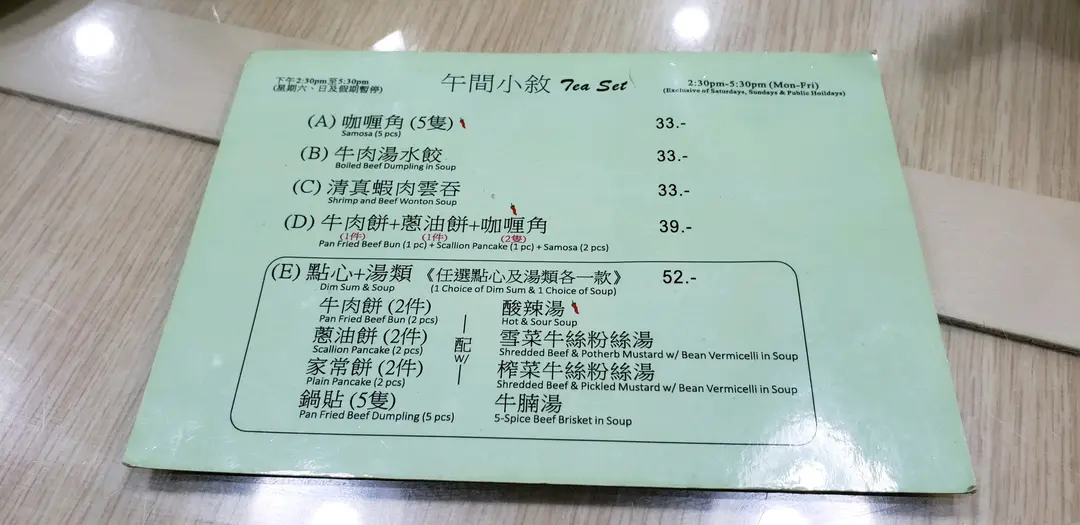 下午2:30pm至5:30pm
(星期六、日及假期暫停)
午間小敘 Tea Set
2:30pm-5:30pm (Mon-Fri)
(Exclusive of Saturdays, Sundays & Public Hoildays)
(A) 咖喱角 (5隻) 33.-
Samosa (5 pcs)
(B) 牛肉湯水餃 33.-
Boiled Beef Dumpling in Soup
(C) 清真蝦肉雲吞 33.-
Shrimp and Beef Wonton Soup
(D) 牛肉餅+蔥油餅+咖喱角 39.-
(1件) (1件) (2隻)
Pan Fried Beef Bun (1 pc) + Scallion Pancake (1 pc) + Samosa (2 pcs)
(E) 點心+湯類 《任選點心及湯類各一款》 52.-
Dim Sum & Soup (1 Choice of Dim Sum & 1 Choice of Soup)
牛肉餅 (2件)
Pan Fried Beef Bun (2 pcs)
蔥油餅 (2件)
Scallion Pancake (2 pcs)
家常餅 (2件)
Plain Pancake (2 pcs)
鍋貼 (5隻)
Pan Fried Beef Dumpling (5 pcs)
配
w/
酸辣湯
Hot & Sour Soup
雪菜牛絲粉絲湯
Shredded Beef & Potherb Mustard w/ Bean Vermicelli in Soup
榨菜牛絲粉絲湯
Shredded Beef & Pickled Mustard w/ Bean Vermicelli in Soup
牛腩湯
5-Spice Beef Brisket in Soup